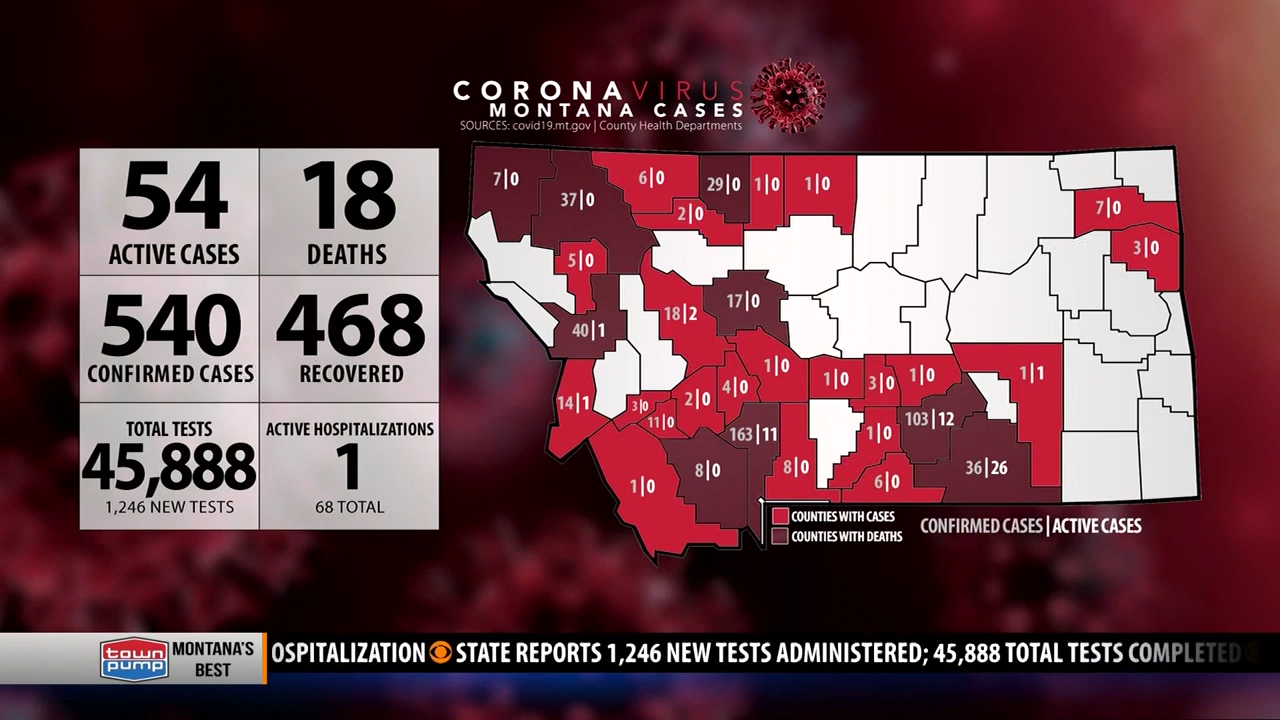 CORONAVIRUS
MONTANA CASES
SOURCES: covid19.mt.gov | County Health Departments
54
ACTIVE CASES
18
DEATHS
540
CONFIRMED CASES
468
RECOVERED
TOTAL TESTS
45,888
1,246 NEW TESTS
ACTIVE HOSPITALIZATIONS
1
68 TOTAL
7|0
37|0
6|0
29|0
1|0
1|0
2|0
7|0
3|0
5|0
40|1
18|2
17|0
14|1
3|0
11|0
2|0
4|0
1|0
1|0
3|0
1|0
1|1
163|11
8|0
1|0
103|12
1|0
8|0
6|0
36|26
COUNTIES WITH CASES
COUNTIES WITH DEATHS
CONFIRMED CASES|ACTIVE CASES
town pump
MONTANA'S
BEST
OSPITALIZATION STATE REPORTS 1,246 NEW TESTS ADMINISTERED; 45,888 TOTAL TESTS COMPLETED